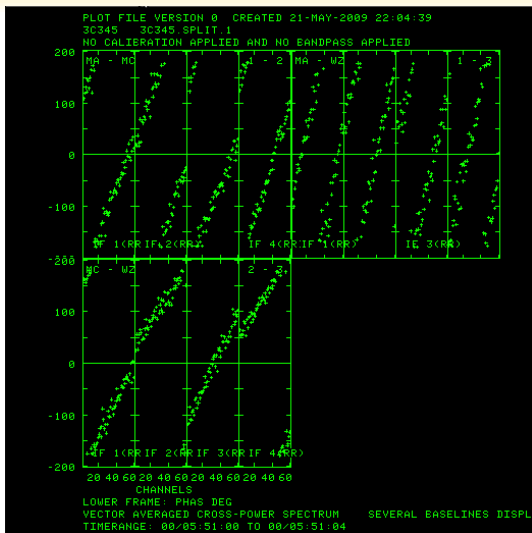 PLOT FILE VERSION 0 CREATED 21-MAY-2009 22:04:39
3C345 3C345.SPLIT.1
NO CALIBRATION APPLIED AND NO BANDPASS APPLIED
200 MA - MC 1 - 2 MA - WZ 1 - 3
100
0
-100
IF 1(RR IF 2(RR) IF 4(RR IF 1(RR) IF 3(RR)
200 MC - WZ 2 - 3
100
0
-100
IF 1(RR IF 2(RR IF 3(RR IF 4(RR)
-200
20 40 60 20 40 60 20 40 60 20 40 60
CHANNELS
LOWER FRAME: PHAS DEG
VECTOR AVERAGED CROSS-POWER SPECTRUM SEVERAL BASELINES DISPL
TIMERANGE: 00/05:51:00 TO 00/05:51:04